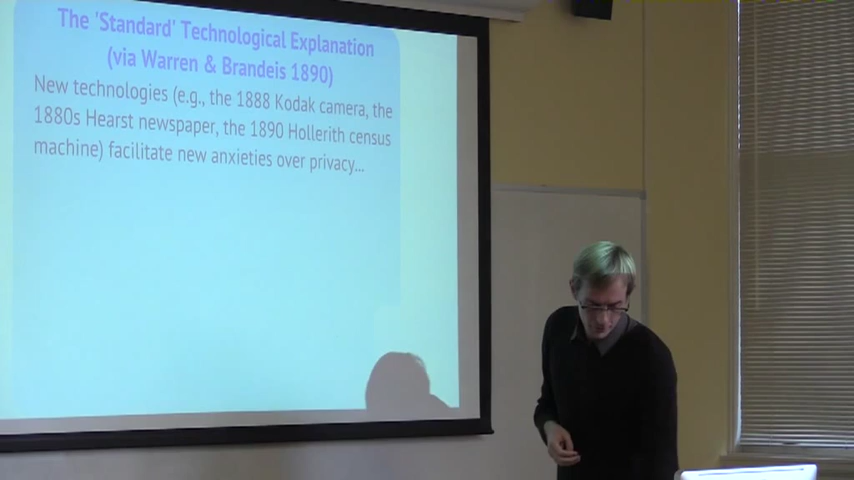 The 'Standard' Technological Explanation
(via Warren & Brandeis 1890)
New technologies (e.g., the 1888 Kodak camera, the
1880s Hearst newspaper, the 1890 Hollerith census
machine) facilitate new anxieties over privacy...